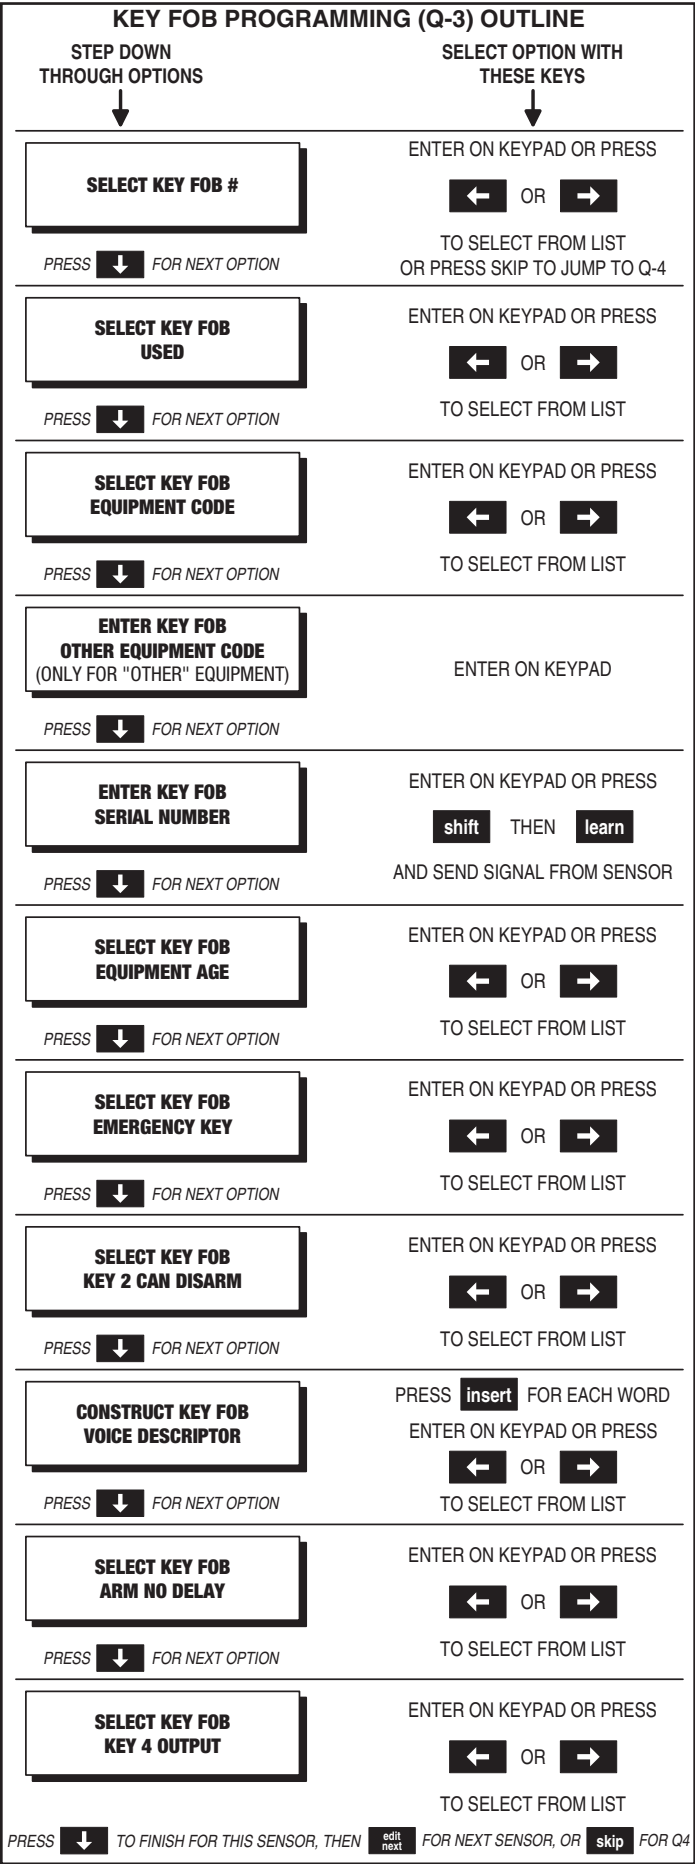 KEY FOB PROGRAMMING (Q-3) OUTLINE
STEP DOWN
THROUGH OPTIONS
SELECT OPTION WITH
THESE KEYS
SELECT KEY FOB #
PRESS ↓ FOR NEXT OPTION
ENTER ON KEYPAD OR PRESS
← OR →
TO SELECT FROM LIST
OR PRESS SKIP TO JUMP TO Q-4
SELECT KEY FOB
USED
PRESS ↓ FOR NEXT OPTION
ENTER ON KEYPAD OR PRESS
← OR →
TO SELECT FROM LIST
SELECT KEY FOB
EQUIPMENT CODE
PRESS ↓ FOR NEXT OPTION
ENTER ON KEYPAD OR PRESS
← OR →
TO SELECT FROM LIST
ENTER KEY FOB
OTHER EQUIPMENT CODE
(ONLY FOR "OTHER" EQUIPMENT)
PRESS ↓ FOR NEXT OPTION
ENTER ON KEYPAD
ENTER KEY FOB
SERIAL NUMBER
PRESS ↓ FOR NEXT OPTION
ENTER ON KEYPAD OR PRESS
shift THEN learn
AND SEND SIGNAL FROM SENSOR
SELECT KEY FOB
EQUIPMENT AGE
PRESS ↓ FOR NEXT OPTION
ENTER ON KEYPAD OR PRESS
← OR →
TO SELECT FROM LIST
SELECT KEY FOB
EMERGENCY KEY
PRESS ↓ FOR NEXT OPTION
ENTER ON KEYPAD OR PRESS
← OR →
TO SELECT FROM LIST
SELECT KEY FOB
KEY 2 CAN DISARM
PRESS ↓ FOR NEXT OPTION
ENTER ON KEYPAD OR PRESS
← OR →
TO SELECT FROM LIST
CONSTRUCT KEY FOB
VOICE DESCRIPTOR
PRESS ↓ FOR NEXT OPTION
PRESS insert FOR EACH WORD
ENTER ON KEYPAD OR PRESS
← OR →
TO SELECT FROM LIST
SELECT KEY FOB
ARM NO DELAY
PRESS ↓ FOR NEXT OPTION
ENTER ON KEYPAD OR PRESS
← OR →
TO SELECT FROM LIST
SELECT KEY FOB
KEY 4 OUTPUT
ENTER ON KEYPAD OR PRESS
← OR →
TO SELECT FROM LIST
PRESS ↓ TO FINISH FOR THIS SENSOR, THEN edit next FOR NEXT SENSOR, OR skip FOR Q4